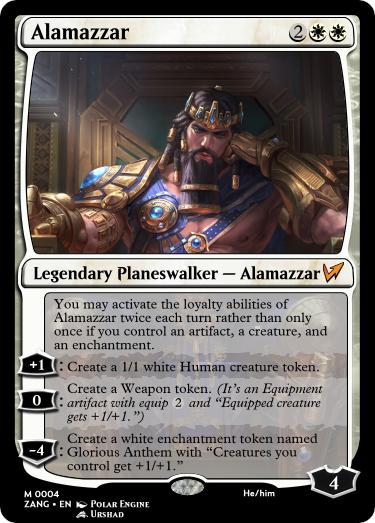 Alamazzar 2
Legendary Planeswalker — Alamazzar
You may activate the loyalty abilities of
Alamazzar twice each turn rather than only
once if you control an artifact, a creature, and
an enchantment.
+1: Create a 1/1 white Human creature token.
0: Create a Weapon token. (It's an Equipment
artifact with equip 2 and "Equipped creature
gets +1/+1.")
-4: Create a white enchantment token named
Glorious Anthem with "Creatures you
control get +1/+1."
4
M 0004 He/him
ZANG • EN Polar Engine
Urshad